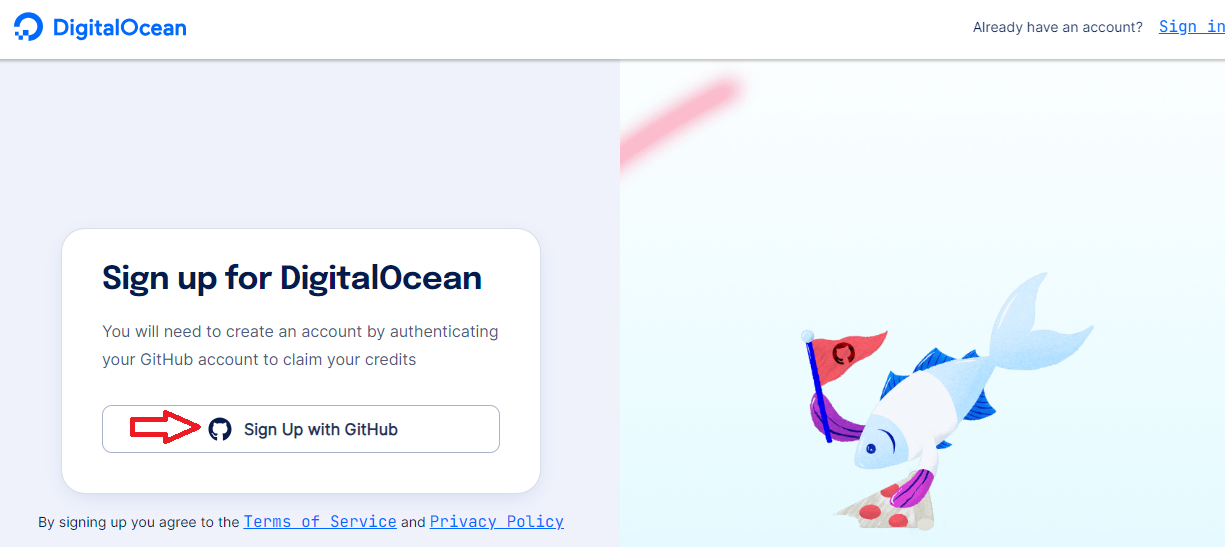 DigitalOcean
Already have an account? Sign in
Sign up for DigitalOcean
You will need to create an account by authenticating
your GitHub account to claim your credits
Sign Up with GitHub
By signing up you agree to the Terms of Service and Privacy Policy